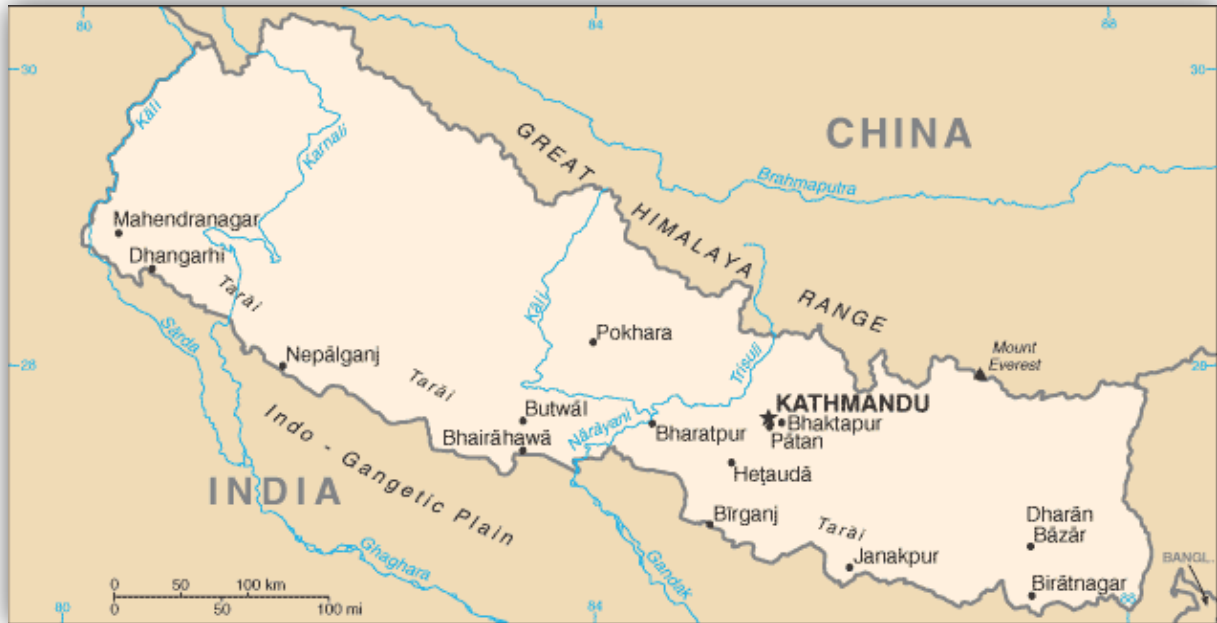 80
84
88
30
30
CHINA
GREAT
HIMALAYA
RANGE
Brahmaputra
Kāli
Karnali
Mahendranagar
Dhangarhi
Tarāi
Sārda
Kāli
Pokhara
Trisuli
Mount
Everest
28
28
Nepālganj
Tarāi
Butwāl
Bhairāhawā
Nārāyani
Bharatpur
KATHMANDU
Bhaktapur
Pātan
Heţaudā
Indo - Gangetic Plain
INDIA
Bīrganj
Tarāi
Janakpur
Dharān
Bāzār
Birātnagar
BANGL.
Ghaghara
Gandak
0 50 100 km
0 50 100 mi
80
84
88